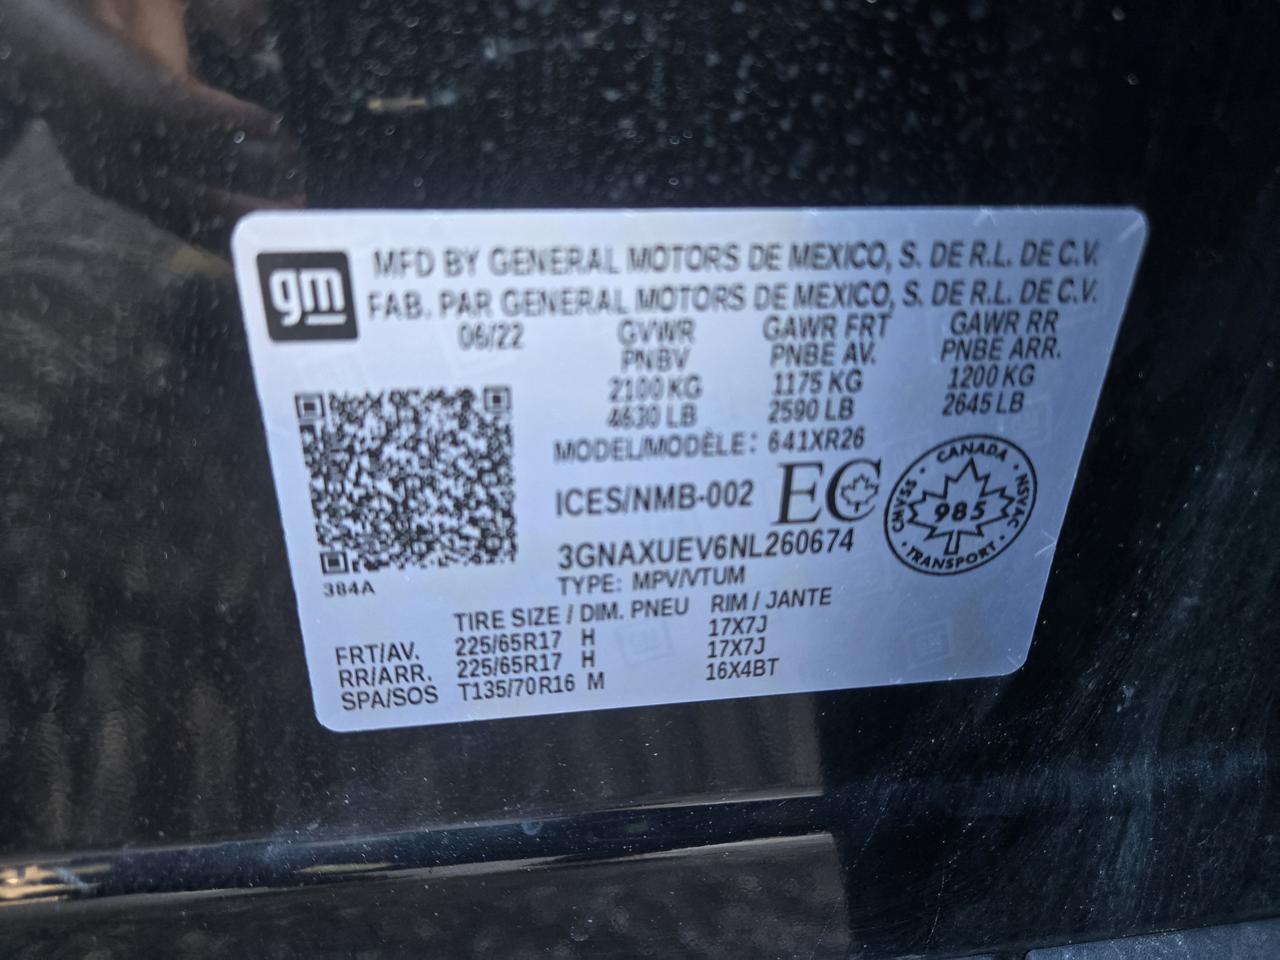 gm
MFD BY GENERAL MOTORS DE MEXICO, S. DE R.L. DE C.V.
FAB. PAR GENERAL MOTORS DE MEXICO, S. DE R.L. DE C.V.
06/22 GVWR GAWR FRT GAWR RR
PNBV PNBE AV. PNBE ARR.
2100 KG 1175 KG 1200 KG
4630 LB 2590 LB 2645 LB
MODEL/MODÈLE: 641XR26
ICES/NMB-002 EC
CANADA
CMVSS 985 NSVAC
TRANSPORT
3GNAXUEV6NL260674
384A
TYPE: MPV/VTUM
TIRE SIZE / DIM. PNEU RIM / JANTE
FRT/AV. 225/65R17 H 17X7J
RR/ARR. 225/65R17 H 17X7J
SPA/SOS T135/70R16 M 16X4BT